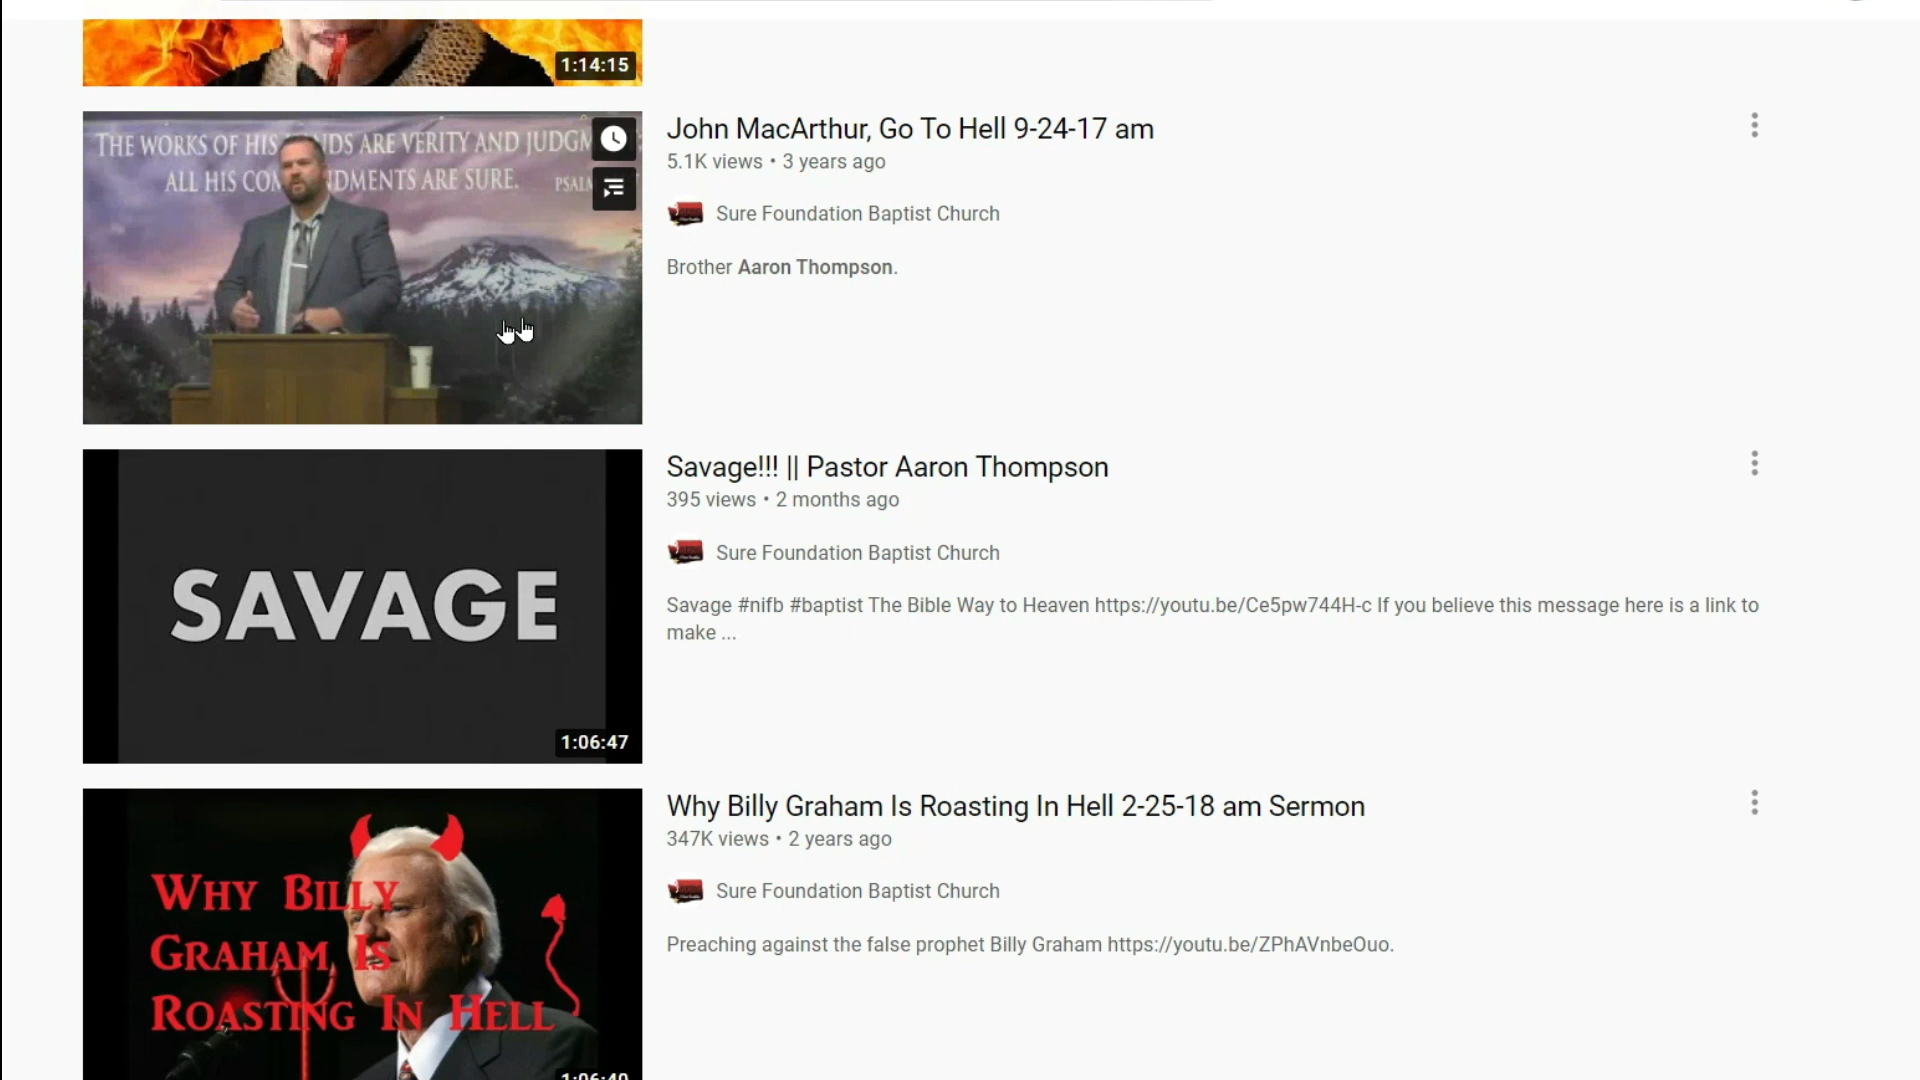 1:14:15
THE WORKS OF HIS HANDS ARE VERITY AND JUDGM
ALL HIS COMMANDMENTS ARE SURE. PSAL
John MacArthur, Go To Hell 9-24-17 am
5.1K views • 3 years ago
Sure Foundation Baptist Church
Brother Aaron Thompson.
SAVAGE
1:06:47
Savage!!! || Pastor Aaron Thompson
395 views • 2 months ago
Sure Foundation Baptist Church
Savage #nifb #baptist The Bible Way to Heaven https://youtu.be/Ce5pw744H-c If you believe this message here is a link to
make ...
WHY BILLY
GRAHAM IS
ROASTING IN HELL
1:06:40
Why Billy Graham Is Roasting In Hell 2-25-18 am Sermon
347K views • 2 years ago
Sure Foundation Baptist Church
Preaching against the false prophet Billy Graham https://youtu.be/ZPhAVnbeOuo.